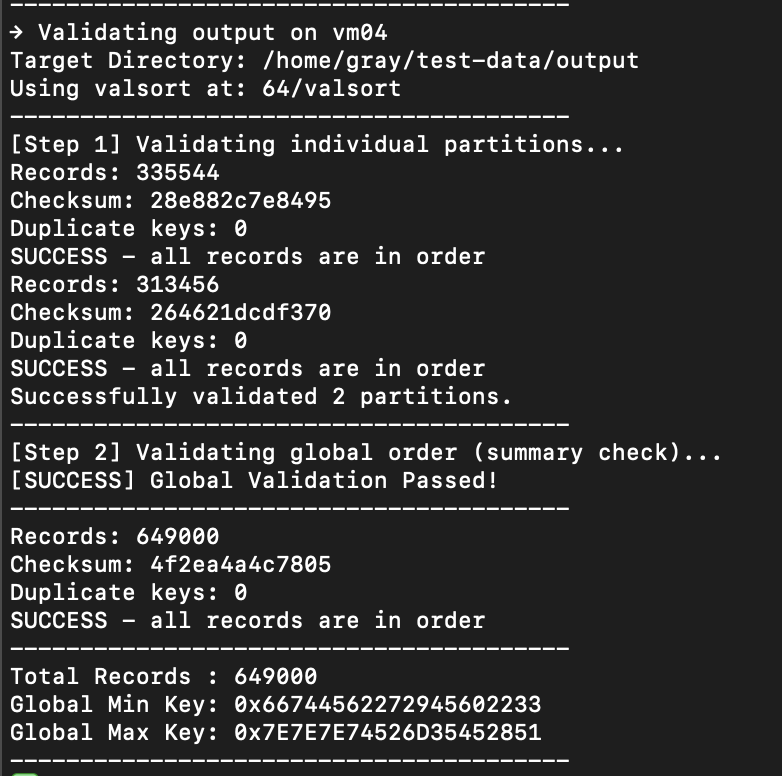 ----------------------------------------
→ Validating output on vm04
Target Directory: /home/gray/test-data/output
Using valsort at: 64/valsort
----------------------------------------
[Step 1] Validating individual partitions...
Records: 335544
Checksum: 28e882c7e8495
Duplicate keys: 0
SUCCESS - all records are in order
Records: 313456
Checksum: 264621dcdf370
Duplicate keys: 0
SUCCESS - all records are in order
Successfully validated 2 partitions.
----------------------------------------
[Step 2] Validating global order (summary check)...
[SUCCESS] Global Validation Passed!
----------------------------------------
Records: 649000
Checksum: 4f2ea4a4c7805
Duplicate keys: 0
SUCCESS - all records are in order
----------------------------------------
Total Records : 649000
Global Min Key: 0x66744562272945602233
Global Max Key: 0x7E7E7E74526D35452851
----------------------------------------